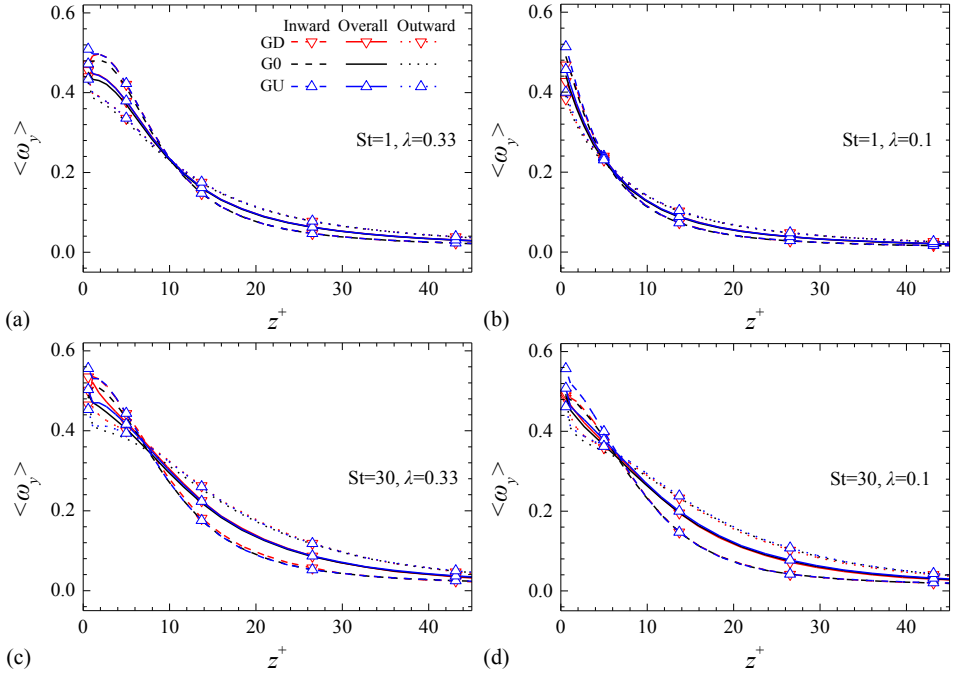 Inward Overall Outward
GD
G0
GU
St=1, λ=0.33
<ω_y>
0.6
0.4
0.2
0.0
0 10 20 30 40
z^+
(a)
St=1, λ=0.1
<ω_y>
0.6
0.4
0.2
0.0
0 10 20 30 40
z^+
(b)
St=30, λ=0.33
<ω_y>
0.6
0.4
0.2
0.0
0 10 20 30 40
z^+
(c)
St=30, λ=0.1
<ω_y>
0.6
0.4
0.2
0.0
0 10 20 30 40
z^+
(d)